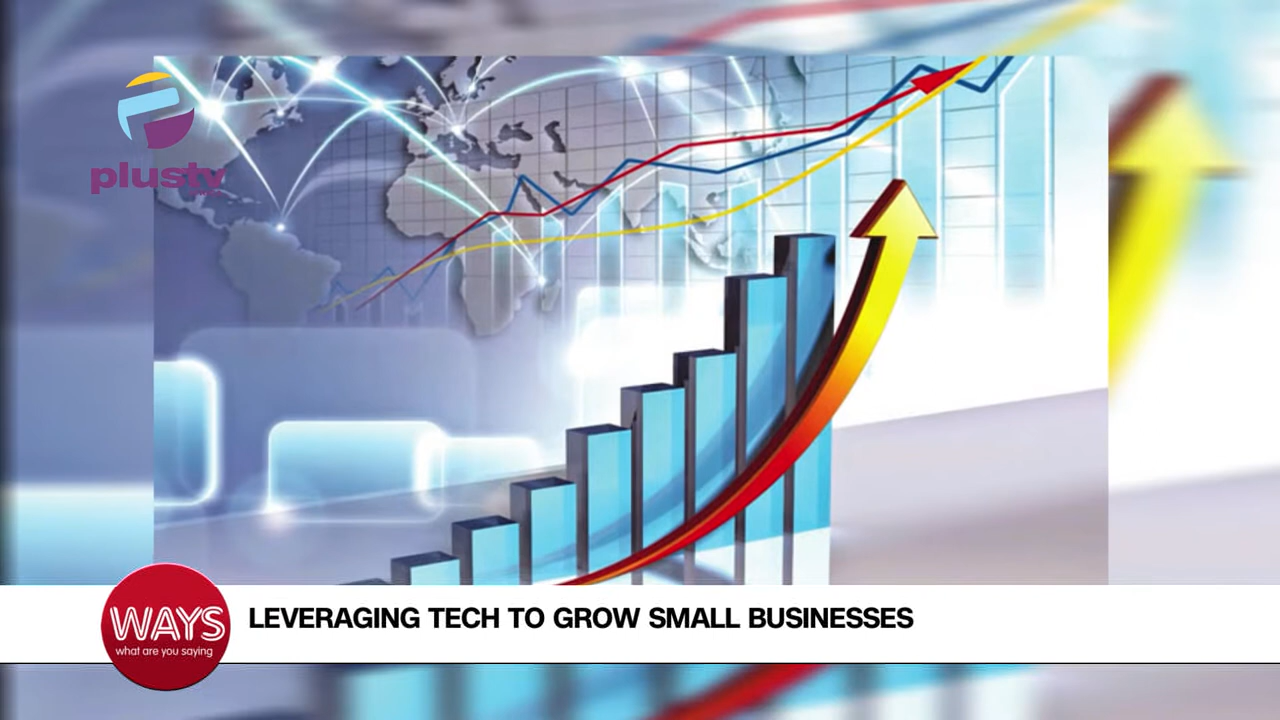 plustv
WAYS
what are you saying
LEVERAGING TECH TO GROW SMALL BUSINESSES